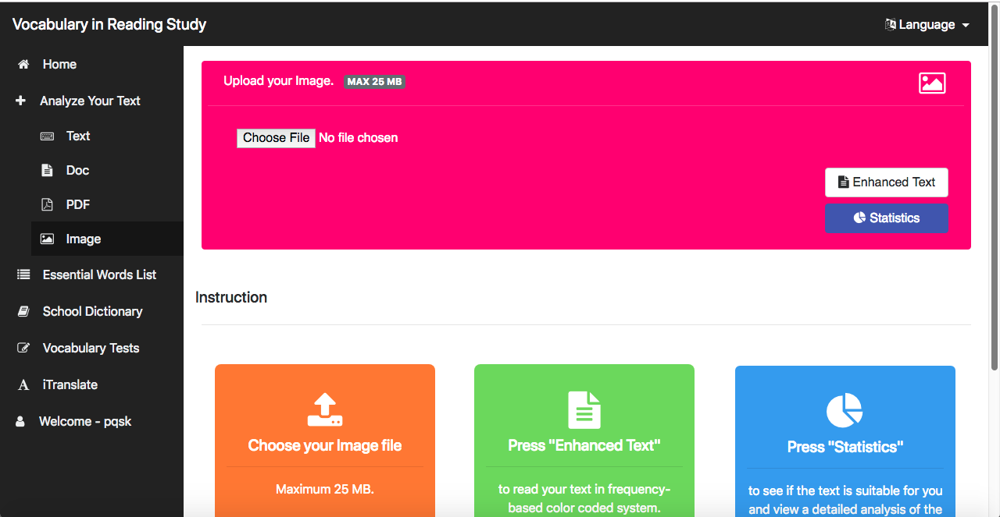 Vocabulary in Reading Study
Language
Home
Analyze Your Text
Text
Doc
PDF
Image
Essential Words List
School Dictionary
Vocabulary Tests
iTranslate
Welcome - pqsk
Upload your Image. MAX 25 MB
Choose File No file chosen
Enhanced Text
Statistics
Instruction
Choose your Image file
Maximum 25 MB.
Press "Enhanced Text"
to read your text in frequency-
based color coded system.
Press "Statistics"
to see if the text is suitable for you
and view a detailed analysis of the